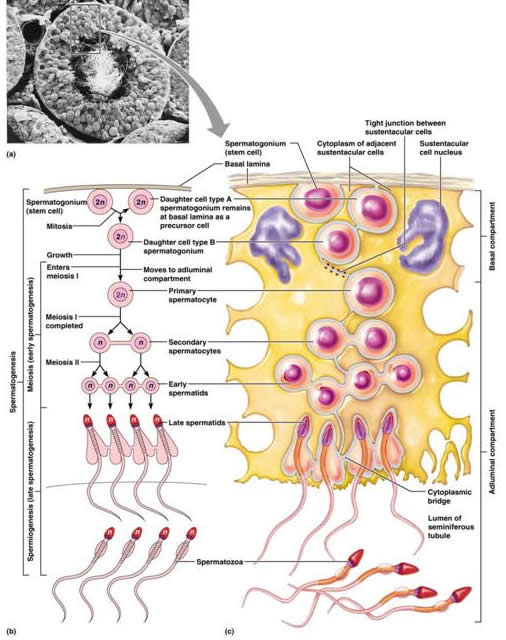 Tight junction between
sustentacular cells
Spermatogonium
(stem cell)
Cytoplasm of adjacent
sustentacular cells
Sustentacular
cell nucleus
(a)
Basal lamina
Spermatogonium
(stem cell)
2n
2n
Daughter cell type A
spermatogonium remains
at basal lamina as a
precursor cell
Mitosis
2n
Daughter cell type B
spermatogonium
Growth
Enters
meiosis I
Moves to adluminal
compartment
2n
Primary
spermatocyte
Meiosis I
completed
n
n
Secondary
spermatocytes
Meiosis II
n
n
n
n
Early
spermatids
Late spermatids
n
n
n
n
Cytoplasmic
bridge
Lumen of
seminiferous
tubule
n
n
n
n
Spermatozoa
Spermatogenesis
Meiosis (early spermatogenesis)
Spermiogenesis (late spermatogenesis)
Basal compartment
Adluminal compartment
(b)
(c)